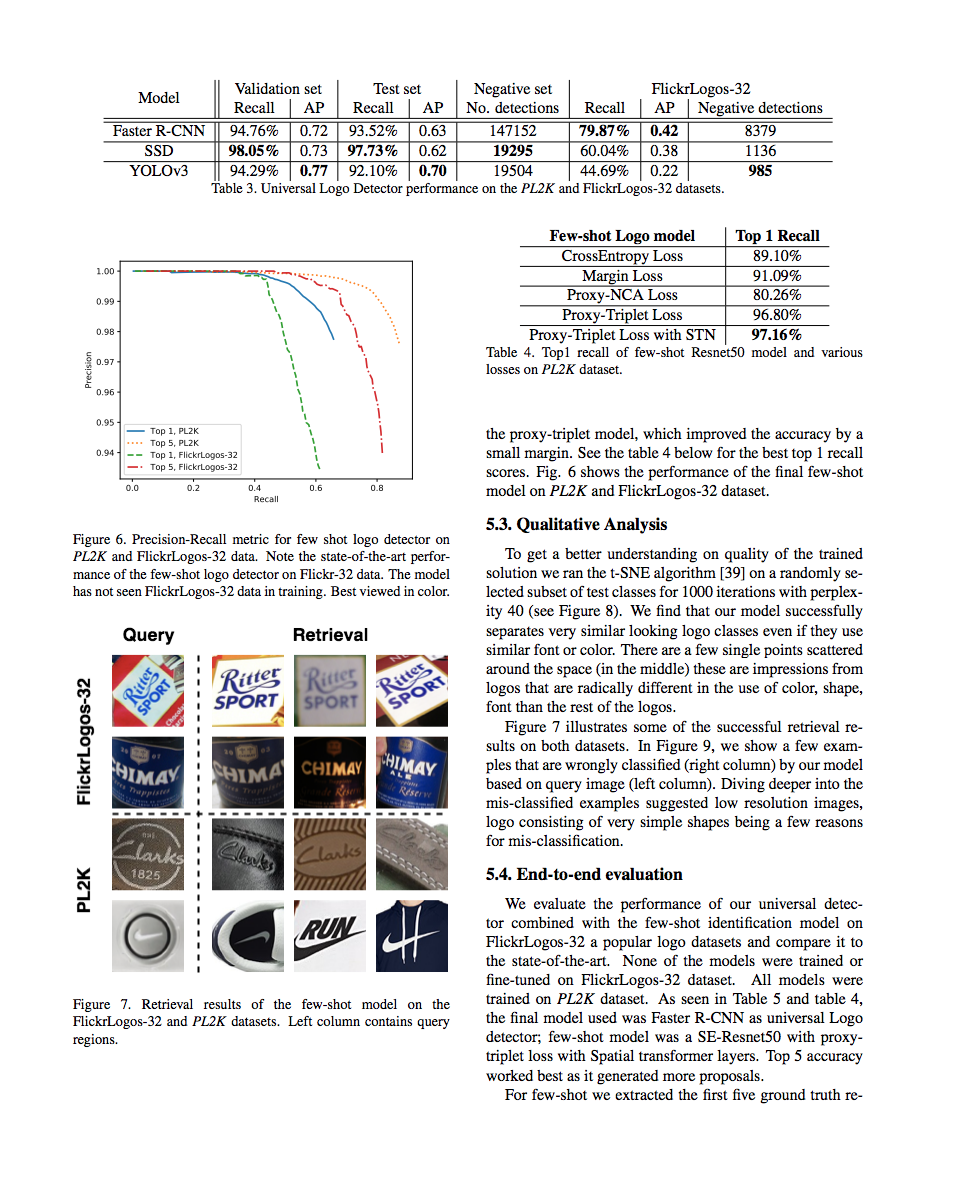 Model Validation set Test set Negative set FlickrLogos-32
Recall AP Recall AP No. detections Recall AP Negative detections
Faster R-CNN 94.76% 0.72 93.52% 0.63 147152 79.87% 0.42 8379
SSD 98.05% 0.73 97.73% 0.62 19295 60.04% 0.38 1136
YOLOv3 94.29% 0.77 92.10% 0.70 19504 44.69% 0.22 985
Table 3. Universal Logo Detector performance on the PL2K and FlickrLogos-32 datasets.
1.00
0.99
0.98
0.97
0.96
0.95
0.94
Precision
Top 1, PL2K
Top 5, PL2K
Top 1, FlickrLogos-32
Top 5, FlickrLogos-32
0.0 0.2 0.4 0.6 0.8
Recall
Figure 6. Precision-Recall metric for few shot logo detector on
PL2K and FlickrLogos-32 data. Note the state-of-the-art perfor-
mance of the few-shot logo detector on Flickr-32 data. The model
has not seen FlickrLogos-32 data in training. Best viewed in color.
Query Retrieval
FlickrLogos-32
Ritter SPORT
Ritter SPORT
Ritter SPORT
Ritter SPORT
CHIMAY
CHIMAY
CHIMAY
CHIMAY ALE
PL2K
Clarks 1825
Clarks
Clarks
RUN
Figure 7. Retrieval results of the few-shot model on the
FlickrLogos-32 and PL2K datasets. Left column contains query
regions.
Few-shot Logo model Top 1 Recall
CrossEntropy Loss 89.10%
Margin Loss 91.09%
Proxy-NCA Loss 80.26%
Proxy-Triplet Loss 96.80%
Proxy-Triplet Loss with STN 97.16%
Table 4. Top1 recall of few-shot Resnet50 model and various
losses on PL2K dataset.
the proxy-triplet model, which improved the accuracy by a
small margin. See the table 4 below for the best top 1 recall
scores. Fig. 6 shows the performance of the final few-shot
model on PL2K and FlickrLogos-32 dataset.
5.3. Qualitative Analysis
To get a better understanding on quality of the trained
solution we ran the t-SNE algorithm [39] on a randomly se-
lected subset of test classes for 1000 iterations with perplex-
ity 40 (see Figure 8). We find that our model successfully
separates very similar looking logo classes even if they use
similar font or color. There are a few single points scattered
around the space (in the middle) these are impressions from
logos that are radically different in the use of color, shape,
font than the rest of the logos.
Figure 7 illustrates some of the successful retrieval re-
sults on both datasets. In Figure 9, we show a few exam-
ples that are wrongly classified (right column) by our model
based on query image (left column). Diving deeper into the
mis-classified examples suggested low resolution images,
logo consisting of very simple shapes being a few reasons
for mis-classification.
5.4. End-to-end evaluation
We evaluate the performance of our universal detec-
tor combined with the few-shot identification model on
FlickrLogos-32 a popular logo datasets and compare it to
the state-of-the-art. None of the models were trained or
fine-tuned on FlickrLogos-32 dataset. All models were
trained on PL2K dataset. As seen in Table 5 and table 4,
the final model used was Faster R-CNN as universal Logo
detector; few-shot model was a SE-Resnet50 with proxy-
triplet loss with Spatial transformer layers. Top 5 accuracy
worked best as it generated more proposals.
For few-shot we extracted the first five ground truth re-